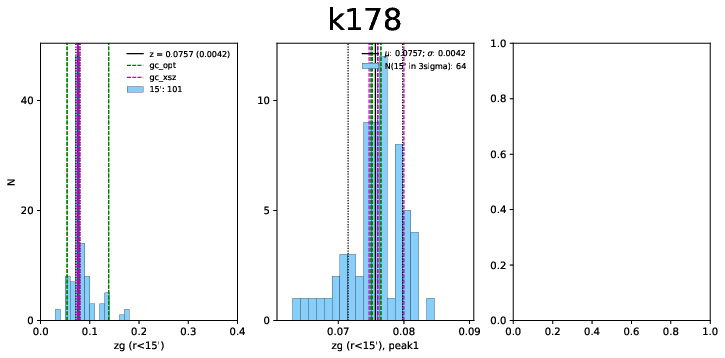 k178
z = 0.0757 (0.0042)
gc_opt
gc_xsz
15': 101
N
40
20
0
0.0 0.1 0.2 0.3 0.4
zg (r<15')
μ: 0.0757; σ: 0.0042
N(15' in 3sigma): 64
10
5
0
0.07 0.08 0.09
zg (r<15'), peak1
1.0
0.8
0.6
0.4
0.2
0.0
0.0 0.2 0.4 0.6 0.8 1.0